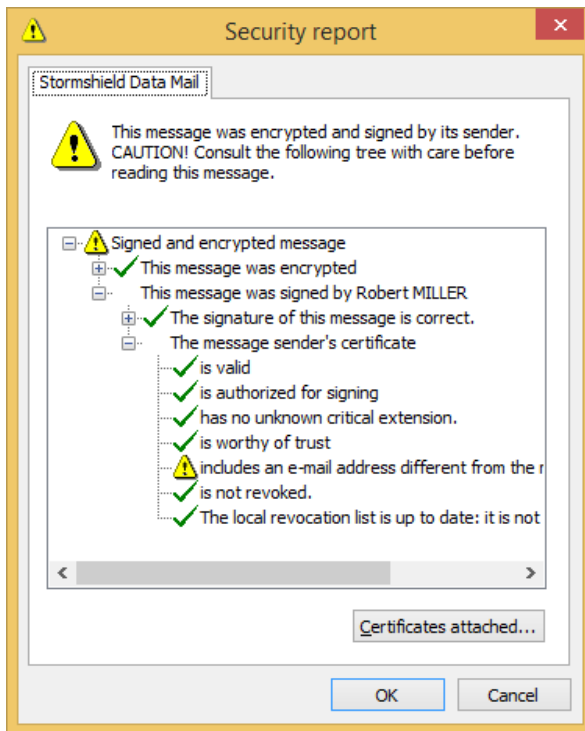 Security report
Stormshield Data Mail
This message was encrypted and signed by its sender.
CAUTION! Consult the following tree with care before
reading this message.
Signed and encrypted message
This message was encrypted
This message was signed by Robert MILLER
The signature of this message is correct.
The message sender's certificate
is valid
is authorized for signing
has no unknown critical extension.
is worthy of trust
includes an e-mail address different from the
is not revoked.
The local revocation list is up to date: it is not
Certificates attached...
OK
Cancel